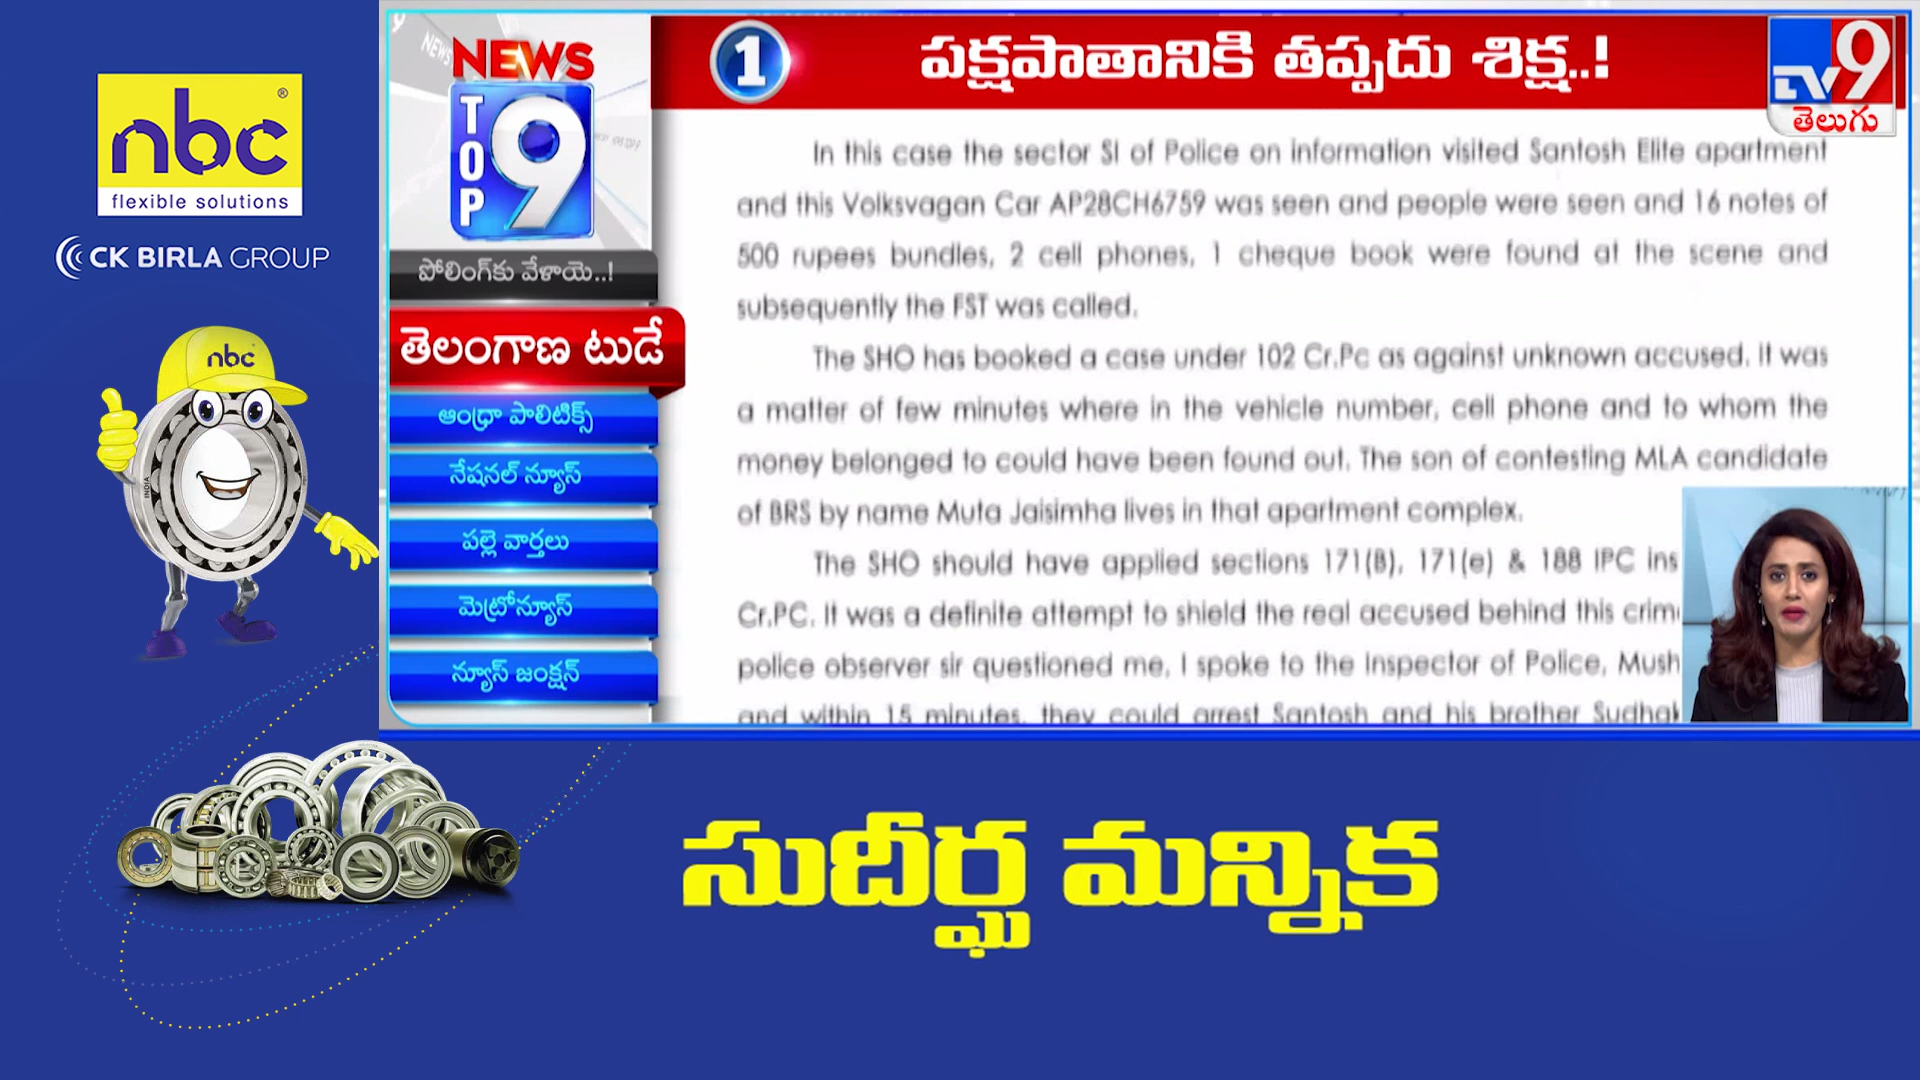 nbc
flexible solutions
CK BIRLA GROUP
nbc
NEWS
TOP 9
పోలింగ్‌కు వేళాయె..!
తెలంగాణ టుడే
ఆంధ్రా పాలిటిక్స్
నేషనల్ న్యూస్
పల్లె వార్తలు
మెట్రోన్యూస్
న్యూస్ జంక్షన్
1 పక్షపాతానికి తప్పదు శిక్ష..!
TV9
తెలుగు
In this case the sector SI of Police on information visited Santosh Elite apartment
and this Volksvagan Car AP28CH6759 was seen and people were seen and 16 notes of
500 rupees bundles, 2 cell phones, 1 cheque book were found at the scene and
subsequently the FST was called.
The SHO has booked a case under 102 Cr.Pc as against unknown accused. It was
a matter of few minutes where in the vehicle number, cell phone and to whom the
money belonged to could have been found out. The son of contesting MLA candidate
of BRS by name Muta Jaisimha lives in that apartment complex.
The SHO should have applied sections 171(B), 171(e) & 188 IPC ins
Cr.PC. It was a definite attempt to shield the real accused behind this crim
police observer sir questioned me, I spoke to the Inspector of Police, Mush
and within 15 minutes, they could arrest Santosh and his brother Sudhak
సుదీర్ఘ మన్నిక